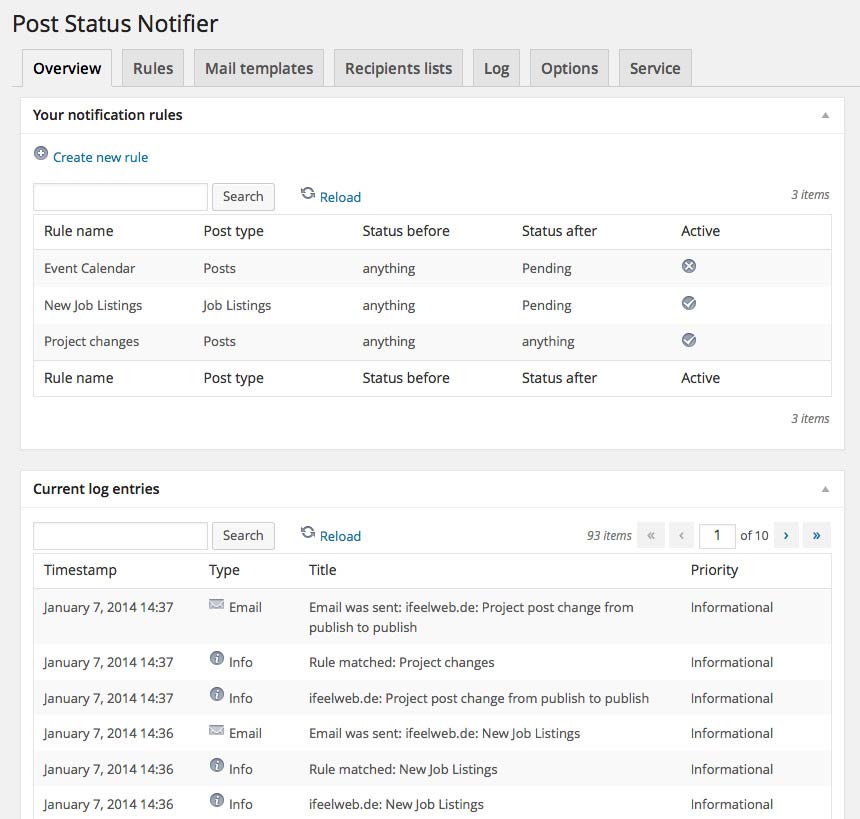 Post Status Notifier
Overview Rules Mail templates Recipients lists Log Options Service
Your notification rules
Create new rule
Search Reload 3 items
Rule name Post type Status before Status after Active
Event Calendar Posts anything Pending
New Job Listings Job Listings anything Pending
Project changes Posts anything anything
Rule name Post type Status before Status after Active
3 items
Current log entries
Search Reload 93 items « ‹ 1 of 10 › »
Timestamp Type Title Priority
January 7, 2014 14:37 Email Email was sent: ifeelweb.de: Project post change from Informational
publish to publish
January 7, 2014 14:37 Info Rule matched: Project changes Informational
January 7, 2014 14:37 Info ifeelweb.de: Project post change from publish to publish Informational
January 7, 2014 14:36 Email Email was sent: ifeelweb.de: New Job Listings Informational
January 7, 2014 14:36 Info Rule matched: New Job Listings Informational
January 7, 2014 14:36 Info ifeelweb.de: New Job Listings Informational